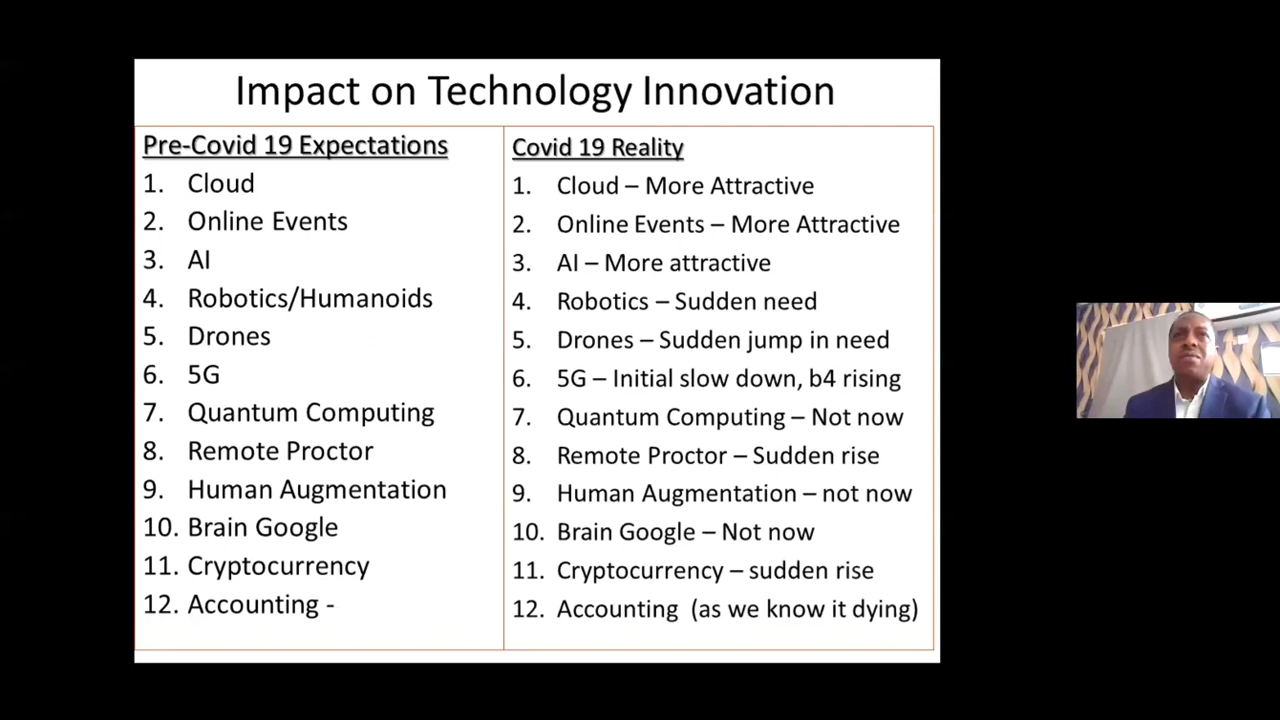 Impact on Technology Innovation
Pre-Covid 19 Expectations
1. Cloud
2. Online Events
3. AI
4. Robotics/Humanoids
5. Drones
6. 5G
7. Quantum Computing
8. Remote Proctor
9. Human Augmentation
10. Brain Google
11. Cryptocurrency
12. Accounting -
Covid 19 Reality
1. Cloud – More Attractive
2. Online Events – More Attractive
3. AI – More attractive
4. Robotics – Sudden need
5. Drones – Sudden jump in need
6. 5G – Initial slow down, b4 rising
7. Quantum Computing – Not now
8. Remote Proctor – Sudden rise
9. Human Augmentation – not now
10. Brain Google – Not now
11. Cryptocurrency – sudden rise
12. Accounting (as we know it dying)